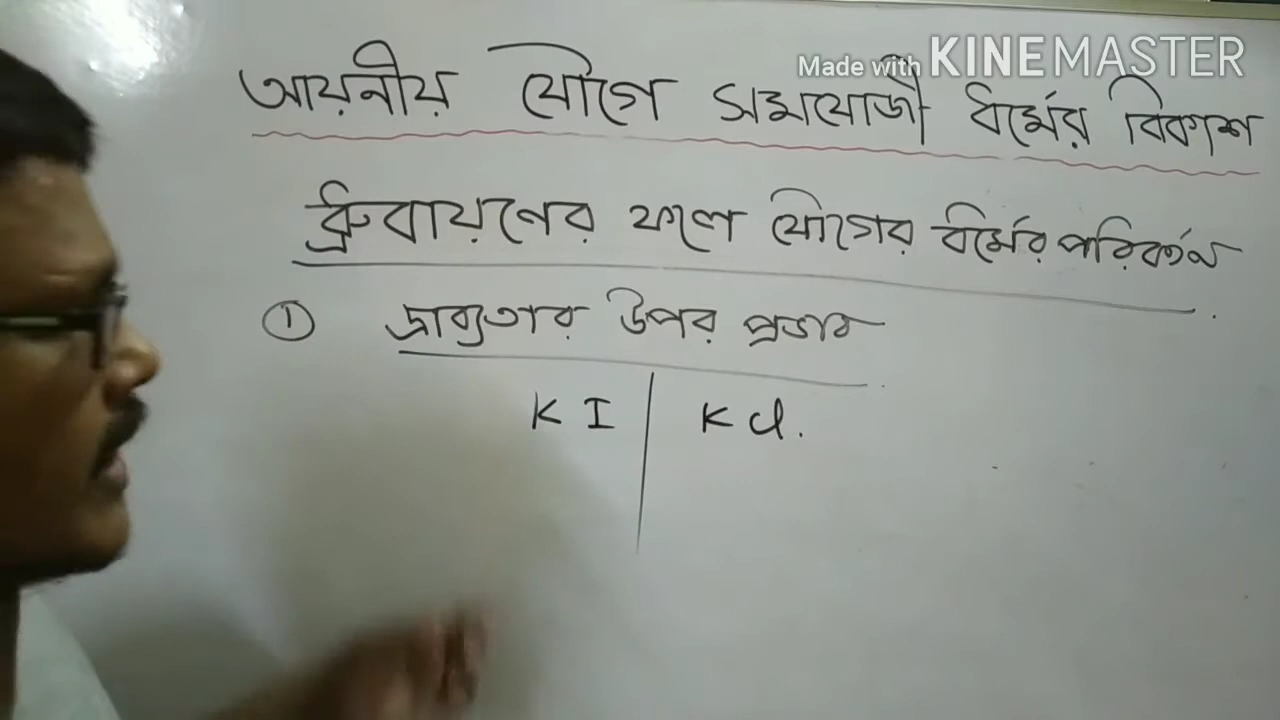 Made with KINEMASTER
আয়নীয় যৌগে সমযোজী ধর্মের বিকাশ
ধ্রুবায়নের ফলে যৌগের ধর্মের পরিবর্তন
① দ্রাব্যতার উপর প্রভাব
KI | KCl.